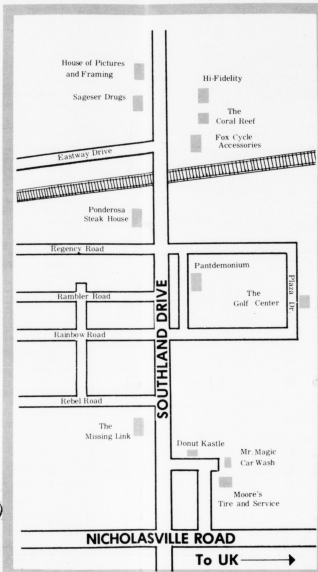 House of Pictures
and Framing
Hi-Fidelity
Sageser Drugs
The
Coral Reef
Fox Cycle
Accessories
Eastway Drive
Ponderosa
Steak House
Regency Road
Pantdemonium
Plaza Dr.
The
Golf Center
Rambler Road
SOUTHLAND DRIVE
Rainbow Road
Rebel Road
The
Missing Link
Donut Kastle
Mr. Magic
Car Wash
Moore's
Tire and Service
NICHOLASVILLE ROAD
To UK